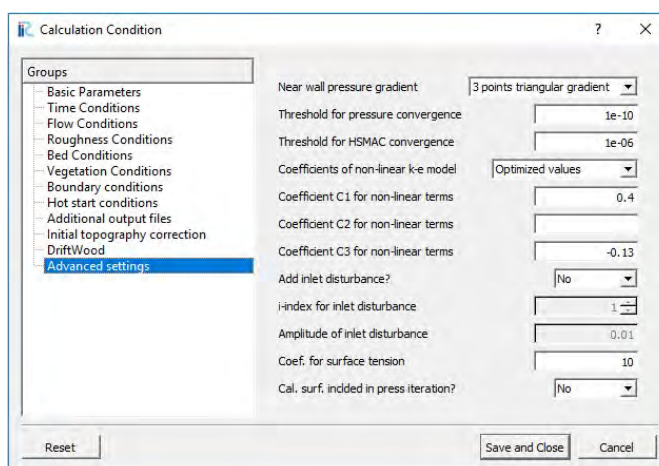 iRiC Calculation Condition ? ×
Groups
Basic Parameters
Time Conditions
Flow Conditions
Roughness Conditions
Bed Conditions
Vegetation Conditions
Boundary conditions
Hot start conditions
Additional output files
Initial topography correction
DriftWood
Advanced settings
Near wall pressure gradient 3 points triangular gradient
Threshold for pressure convergence 1e-10
Threshold for HSMAC convergence 1e-06
Coefficients of non-linear k-e model Optimized values
Coefficient C1 for non-linear terms 0.4
Coefficient C2 for non-linear terms
Coefficient C3 for non-linear terms -0.13
Add inlet disturbance? No
i-index for inlet disturbance 1
Amplitude of inlet disturbance 0.01
Coef. for surface tension 10
Cal. surf. inclded in press iteration? No
Reset Save and Close Cancel